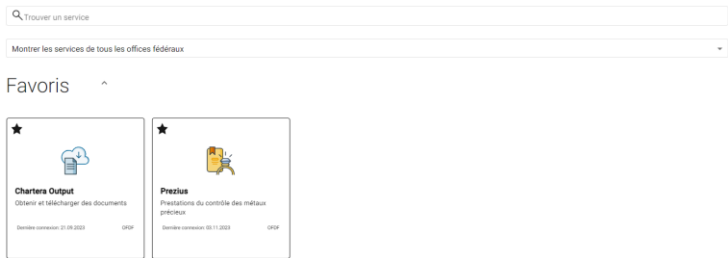 Trouver un service
Montrer les services de tous les offices fédéraux
Favoris
Chartera Output
Obtenir et télécharger des documents
Dernière connexion: 21.09.2023 OFDF
Prezius
Prestations du contrôle des métaux
précieux
Dernière connexion: 03.11.2023 OFDF